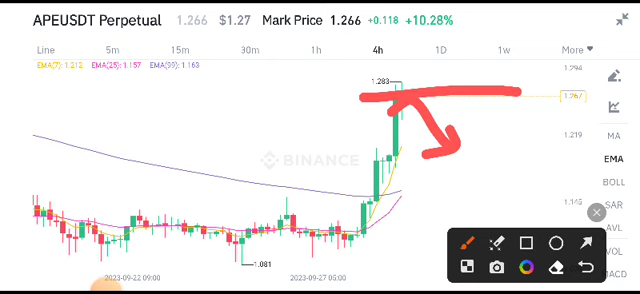 APEUSDT Perpetual 1.266 $1.27 Mark Price 1.266 +0.118 +10.28%
Line 5m 15m 30m 1h 4h 1D 1w More
EMA(7): 1.212 EMA(25): 1.157 EMA(99): 1.163
1.294
1.283
1.267
1.219
MA
EMA
BINANCE
BOLL
1.145
SAR
AVL
1.081
VOL
MACD
2023-09-22 09:00 2023-09-27 05:00